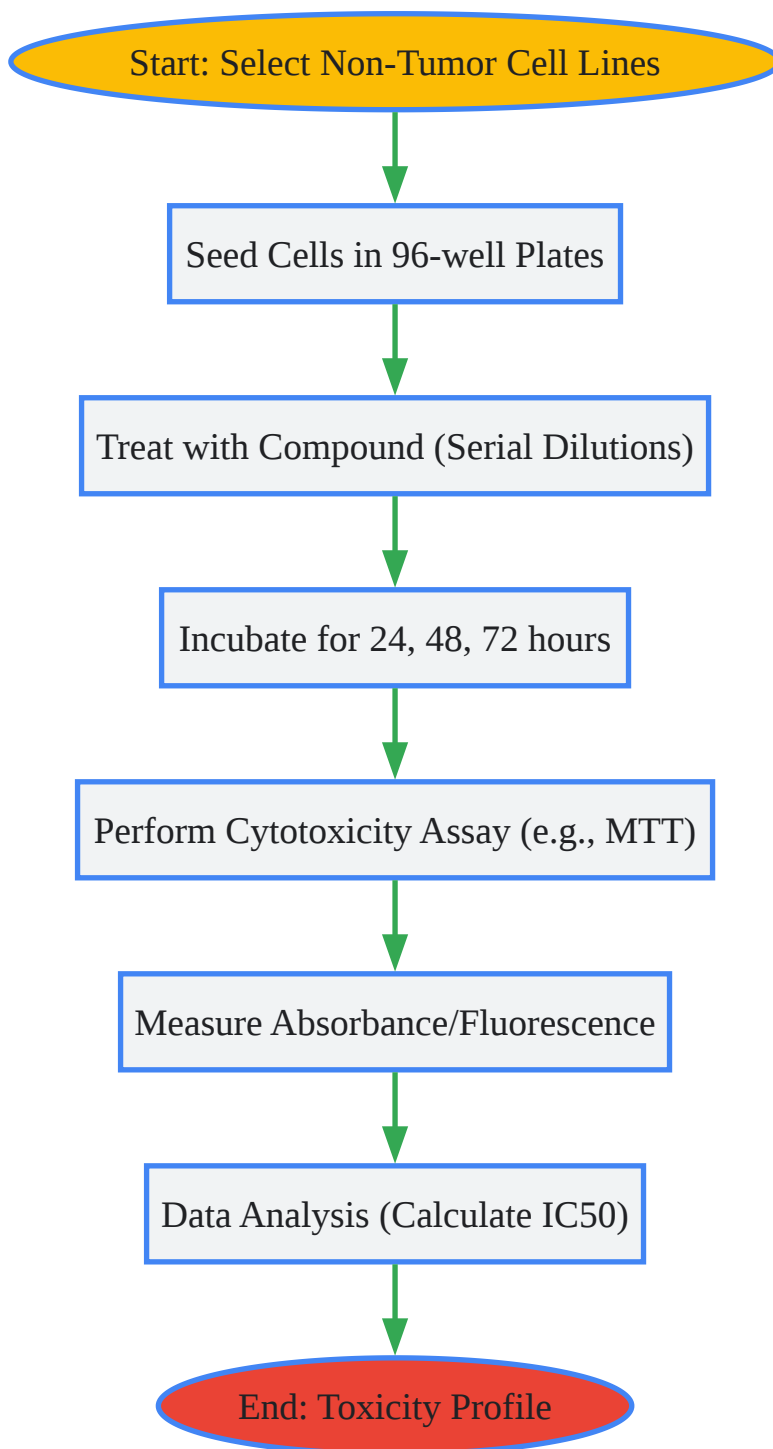 Start: Select Non-Tumor Cell Lines
Seed Cells in 96-well Plates
Treat with Compound (Serial Dilutions)
Incubate for 24, 48, 72 hours
Perform Cytotoxicity Assay (e.g., MTT)
Measure Absorbance/Fluorescence
Data Analysis (Calculate IC50)
End: Toxicity Profile